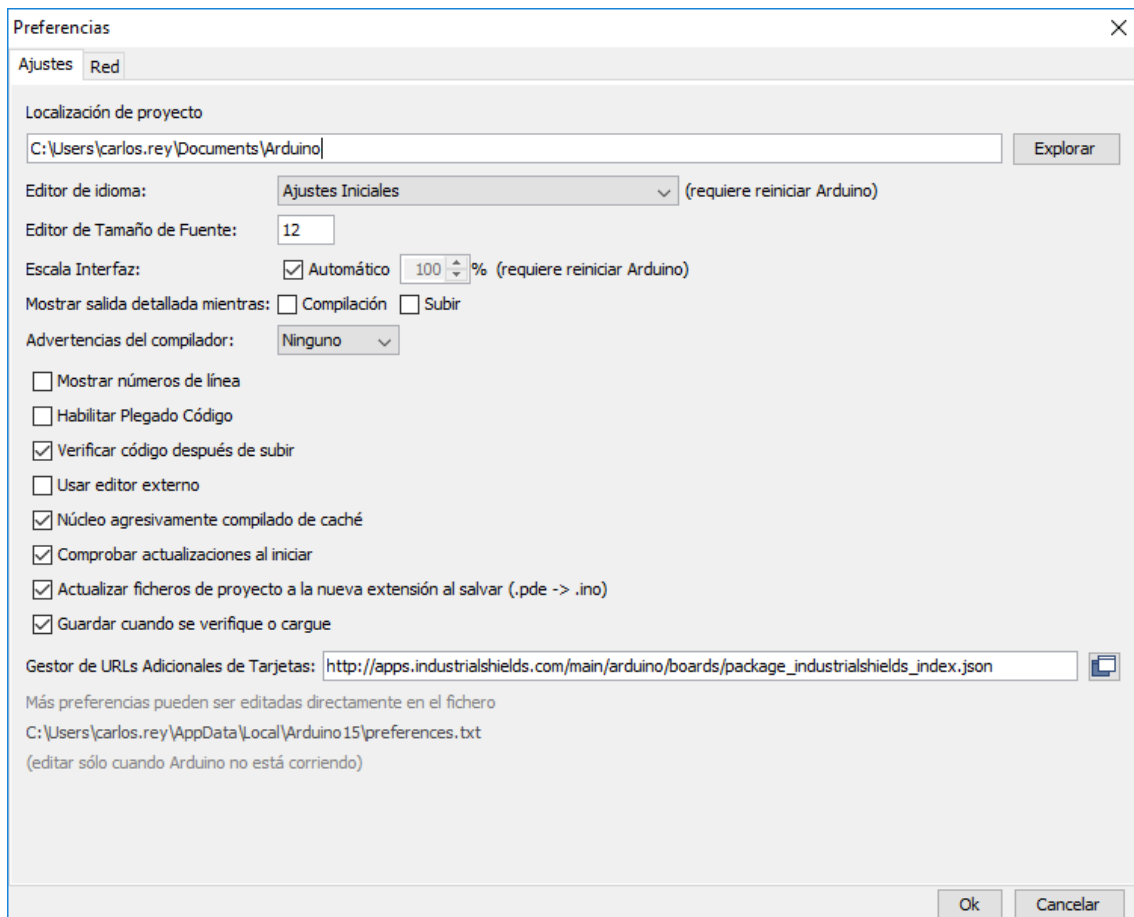 Preferencias
Ajustes Red
Localización de proyecto
C:\Users\carlos.rey\Documents\Arduino Explorar
Editor de idioma: Ajustes Iniciales (requiere reiniciar Arduino)
Editor de Tamaño de Fuente: 12
Escala Interfaz: Automático 100 % (requiere reiniciar Arduino)
Mostrar salida detallada mientras: Compilación Subir
Advertencias del compilador: Ninguno
Mostrar números de línea
Habilitar Plegado Código
Verificar código después de subir
Usar editor externo
Núcleo agresivamente compilado de caché
Comprobar actualizaciones al iniciar
Actualizar ficheros de proyecto a la nueva extensión al salvar (.pde -> .ino)
Guardar cuando se verifique o cargue
Gestor de URLs Adicionales de Tarjetas: http://apps.industrialshields.com/main/arduino/boards/package_industrialshields_index.json
Más preferencias pueden ser editadas directamente en el fichero
C:\Users\carlos.rey\AppData\Local\Arduino15\preferences.txt
(editar sólo cuando Arduino no está corriendo)
Ok Cancelar